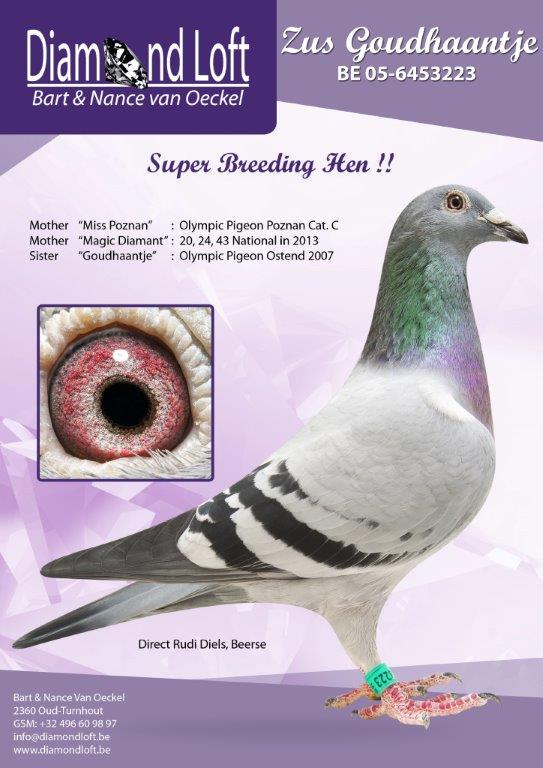 Diamond Loft
Bart & Nance van Oeckel
Zus Goudhaantje
BE 05-6453223
Super Breeding Hen !!
Mother "Miss Poznan" : Olympic Pigeon Poznan Cat. C
Mother "Magic Diamant" : 20, 24, 43 National in 2013
Sister "Goudhaantje" : Olympic Pigeon Ostend 2007
Direct Rudi Diels, Beerse
223
Bart & Nance Van Oeckel
2360 Oud-Turnhout
GSM: +32 496 60 98 97
info@diamondloft.be
www.diamondloft.be